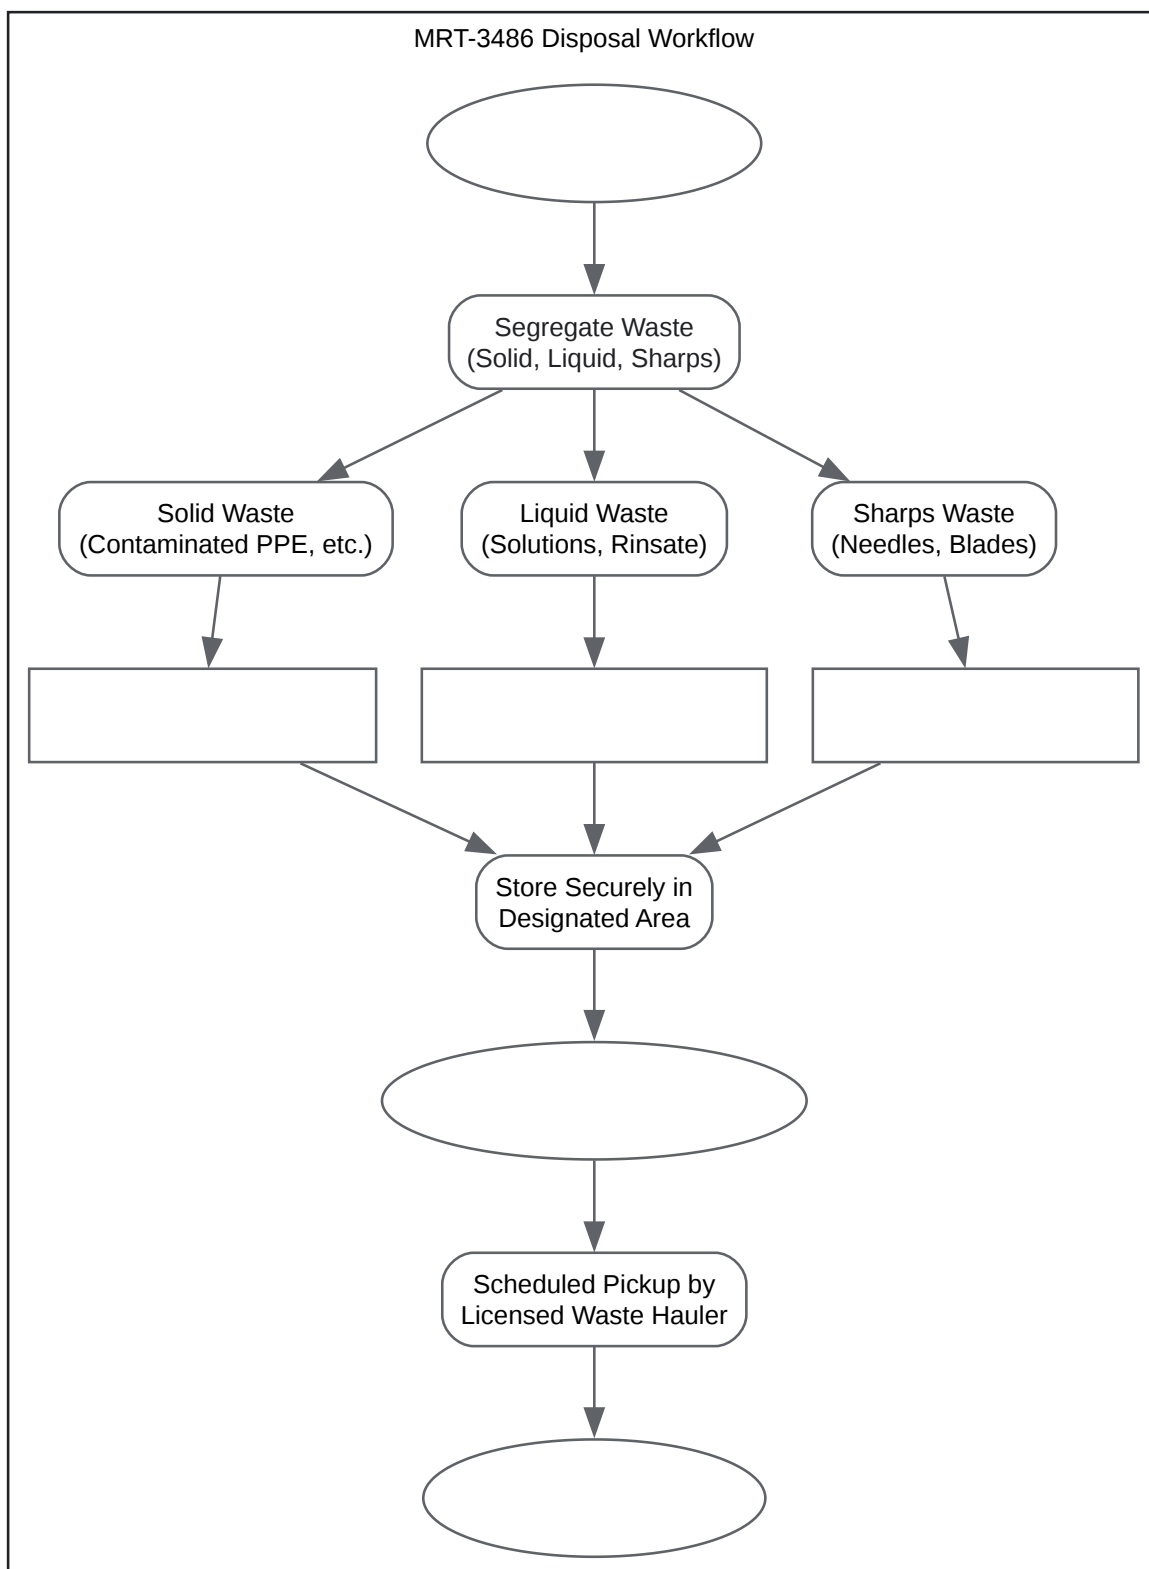 MRT-3486 Disposal Workflow
Segregate Waste
(Solid, Liquid, Sharps)
Solid Waste
(Contaminated PPE, etc.)
Liquid Waste
(Solutions, Rinsate)
Sharps Waste
(Needles, Blades)
Store Securely in
Designated Area
Scheduled Pickup by
Licensed Waste Hauler